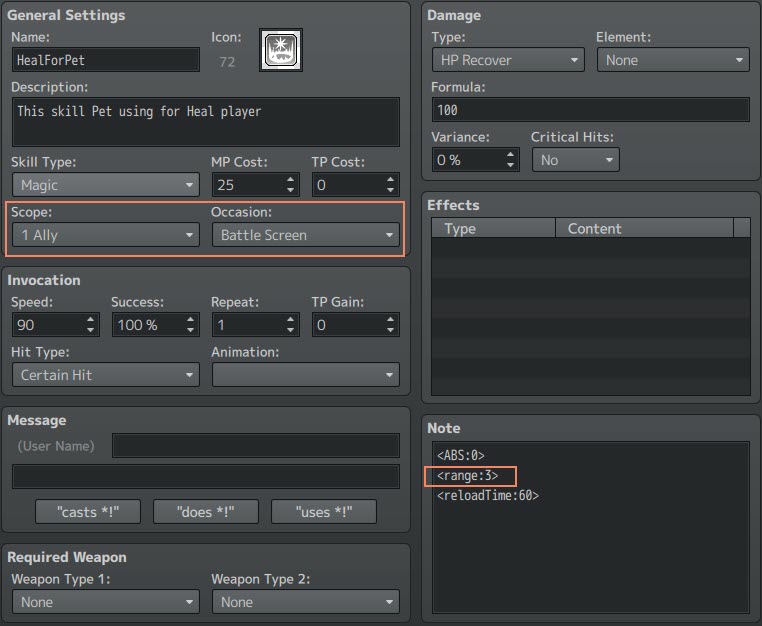 General Settings
Name:
Icon:
HealForPet
72
Description:
This skill Pet using for Heal player
Skill Type:
MP Cost:
TP Cost:
Magic
25
0
Scope:
Occasion:
1 Ally
Battle Screen
Invocation
Speed:
Success:
Repeat:
TP Gain:
90
100 %
1
0
Hit Type:
Animation:
Certain Hit
Message
(User Name)
"casts *!"
"does *!"
"uses *!"
Required Weapon
Weapon Type 1:
Weapon Type 2:
None
None
Damage
Type:
Element:
HP Recover
None
Formula:
100
Variance:
Critical Hits:
0 %
No
Effects
Type
Content
Note
<ABS:0>
<range:3>
<reloadTime:60>